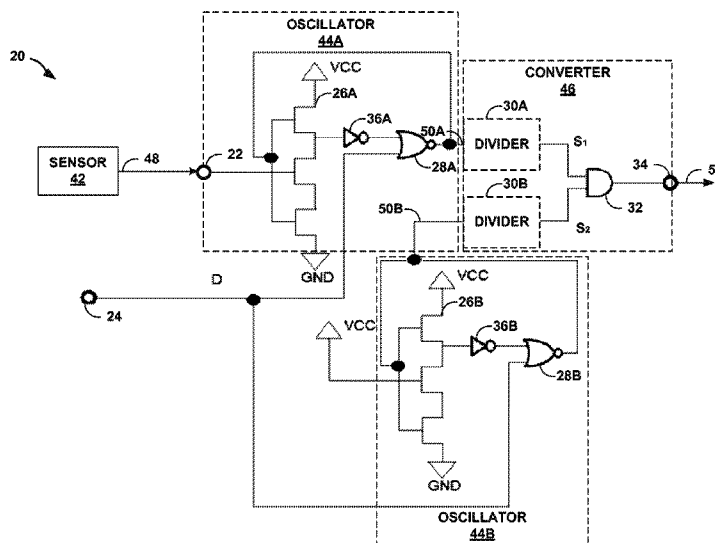 OSCILLATOR
44A
20
VCC
26A
CONVERTER
46
30A
36A
50A
DIVIDER
S1
SENSOR
42
48
22
28A
30B
34
5
DIVIDER
32
50B
S2
GND
D
VCC
24
VCC
26B
36B
28B
GND
OSCILLATOR
44B